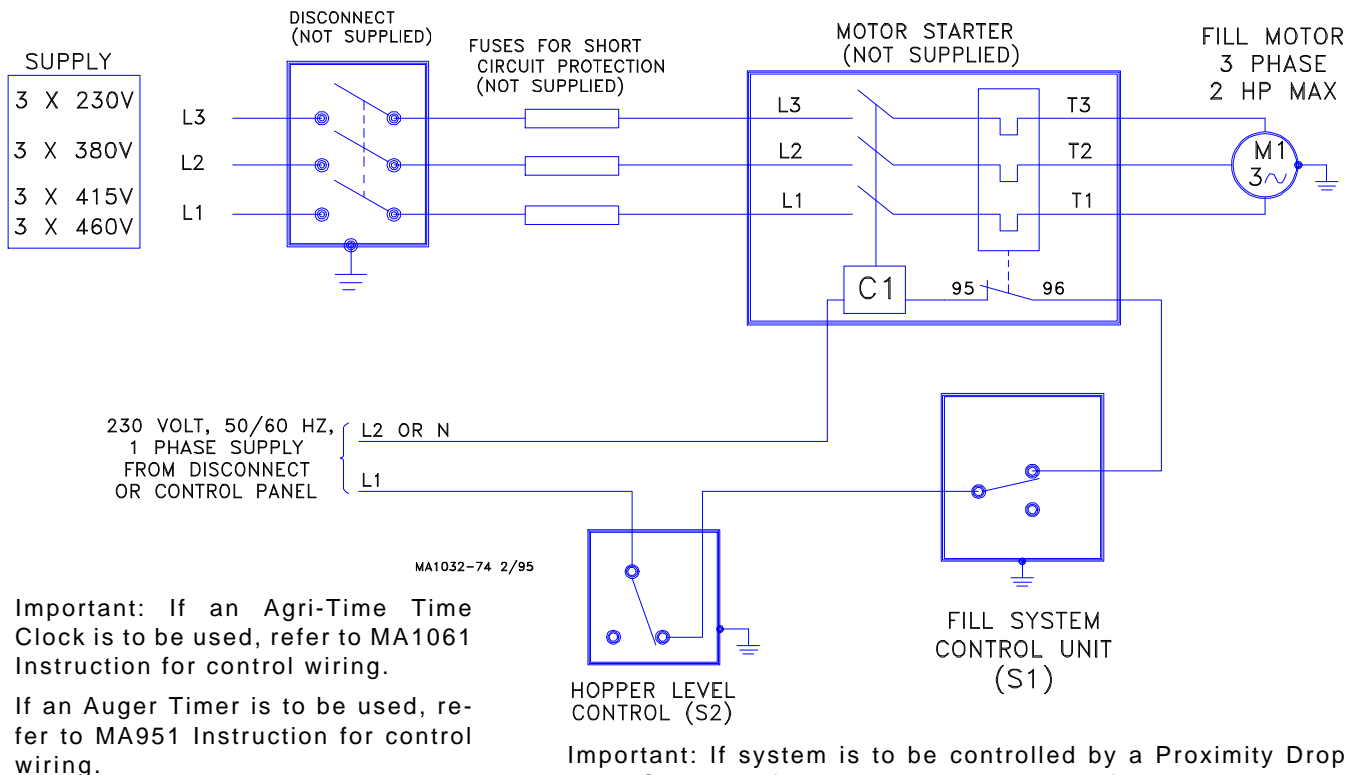 DISCONNECT
(NOT SUPPLIED)
FUSES FOR SHORT
CIRCUIT PROTECTION
(NOT SUPPLIED)
MOTOR STARTER
(NOT SUPPLIED)
FILL MOTOR
3 PHASE
2 HP MAX
SUPPLY
3 X 230V
3 X 380V
3 X 415V
3 X 460V
L3
L2
L1
L3
L2
L1
T3
T2
T1
M1
3~
C1
95
96
230 VOLT, 50/60 HZ,
1 PHASE SUPPLY
FROM DISCONNECT
OR CONTROL PANEL
L2 OR N
L1
MA1032-74 2/95
FILL SYSTEM
CONTROL UNIT
(S1)
HOPPER LEVEL
CONTROL (S2)
Important: If an Agri-Time Time
Clock is to be used, refer to MA1061
Instruction for control wiring.
If an Auger Timer is to be used, re-
fer to MA951 Instruction for control
wiring.
Important: If system is to be controlled by a Proximity Drop